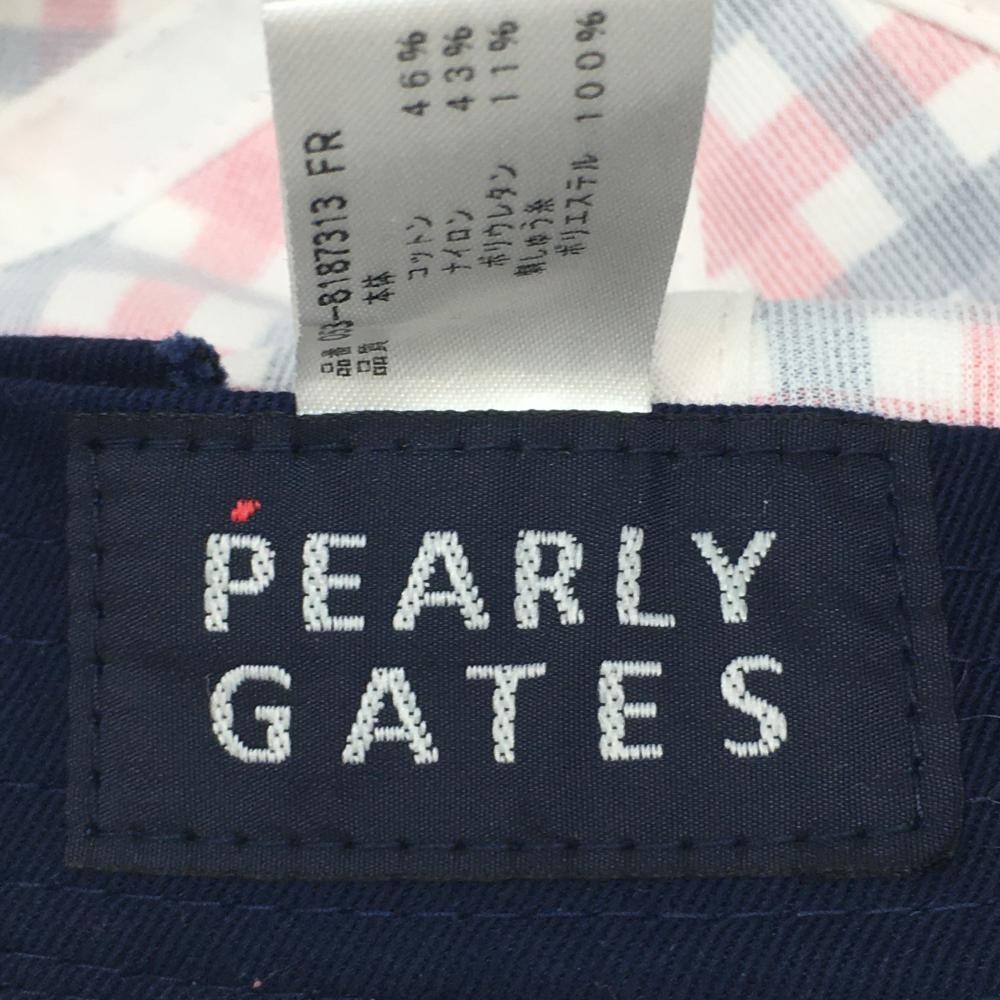 品番 053-8187313 FR
品質 本体
コットン 46%
ナイロン 43%
ポリウレタン 11%
刺しゅう糸
ポリエステル 100%
PEARLY
GATES